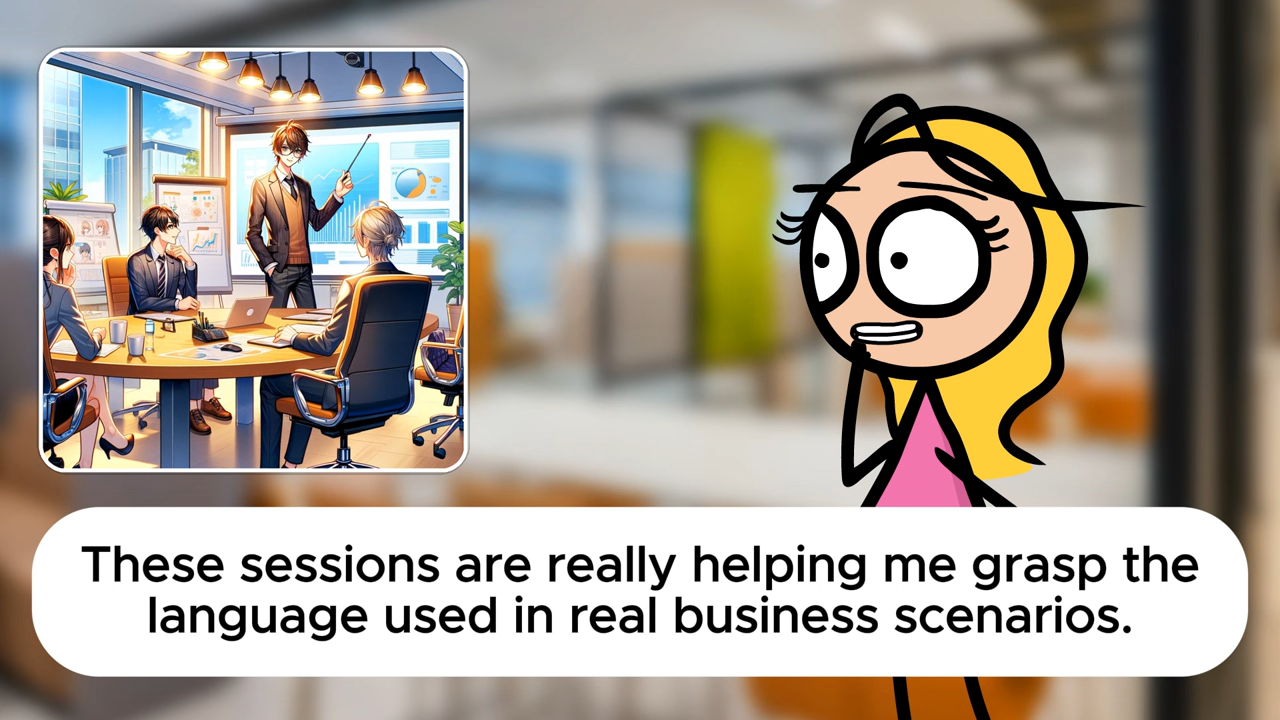 These sessions are really helping me grasp the
language used in real business scenarios.